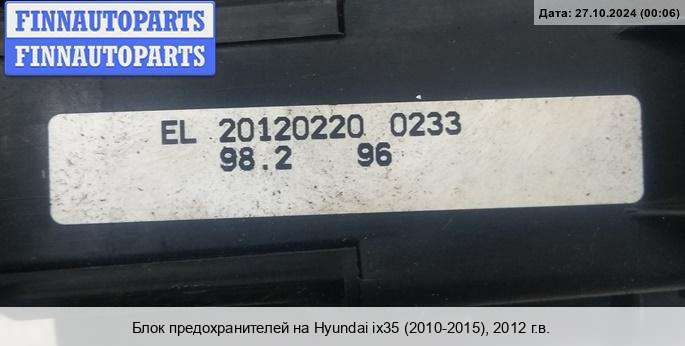 FINNAUTOPARTS
FINNAUTOPARTS
Дата: 27.10.2024 (00:06)
EL 20120220 0233
98.2 96
Блок предохранителей на Hyundai ix35 (2010-2015), 2012 г.в.